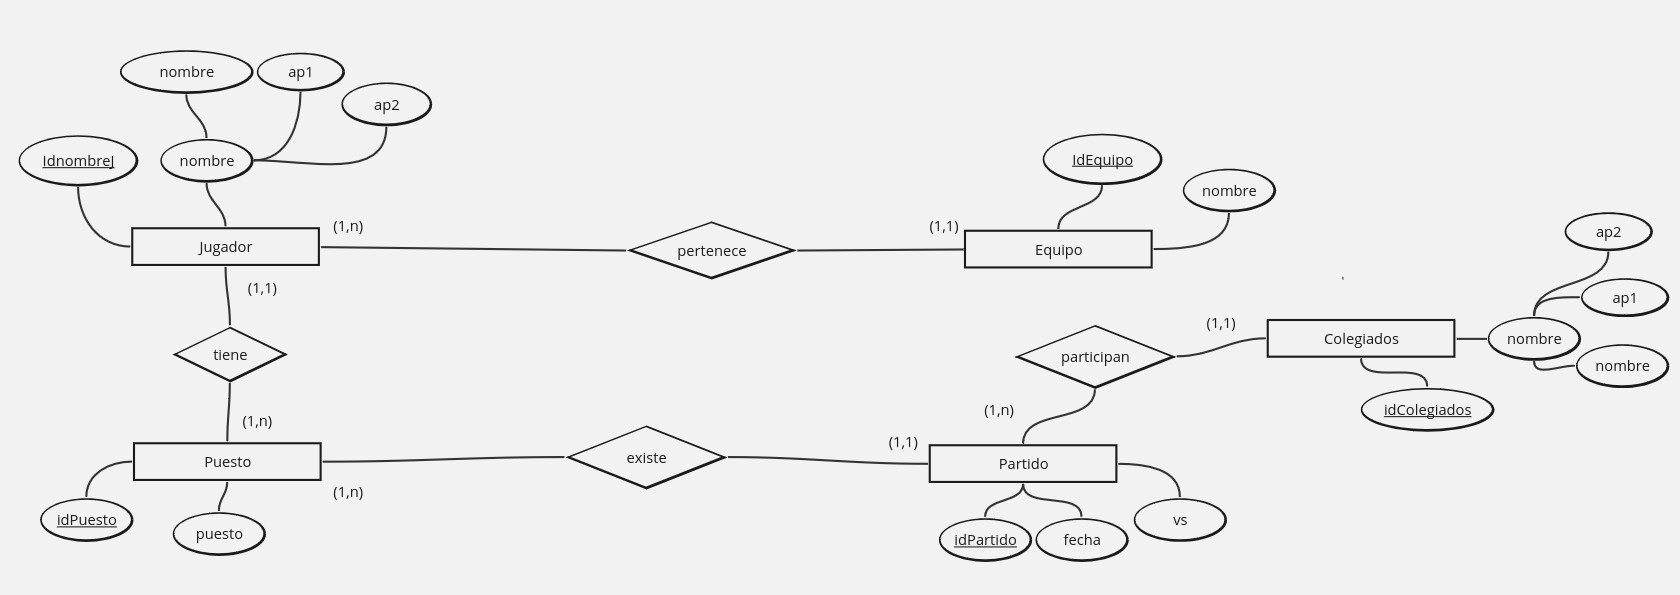 nombre
ap1
ap2
IdnombreJ
nombre
Jugador
(1,n)
pertenece
(1,1)
Equipo
IdEquipo
nombre
(1,1)
tiene
(1,n)
Puesto
(1,n)
idPuesto
puesto
existe
(1,1)
Partido
idPartido
fecha
vs
(1,n)
participan
(1,1)
Colegiados
idColegiados
nombre
ap2
ap1
nombre